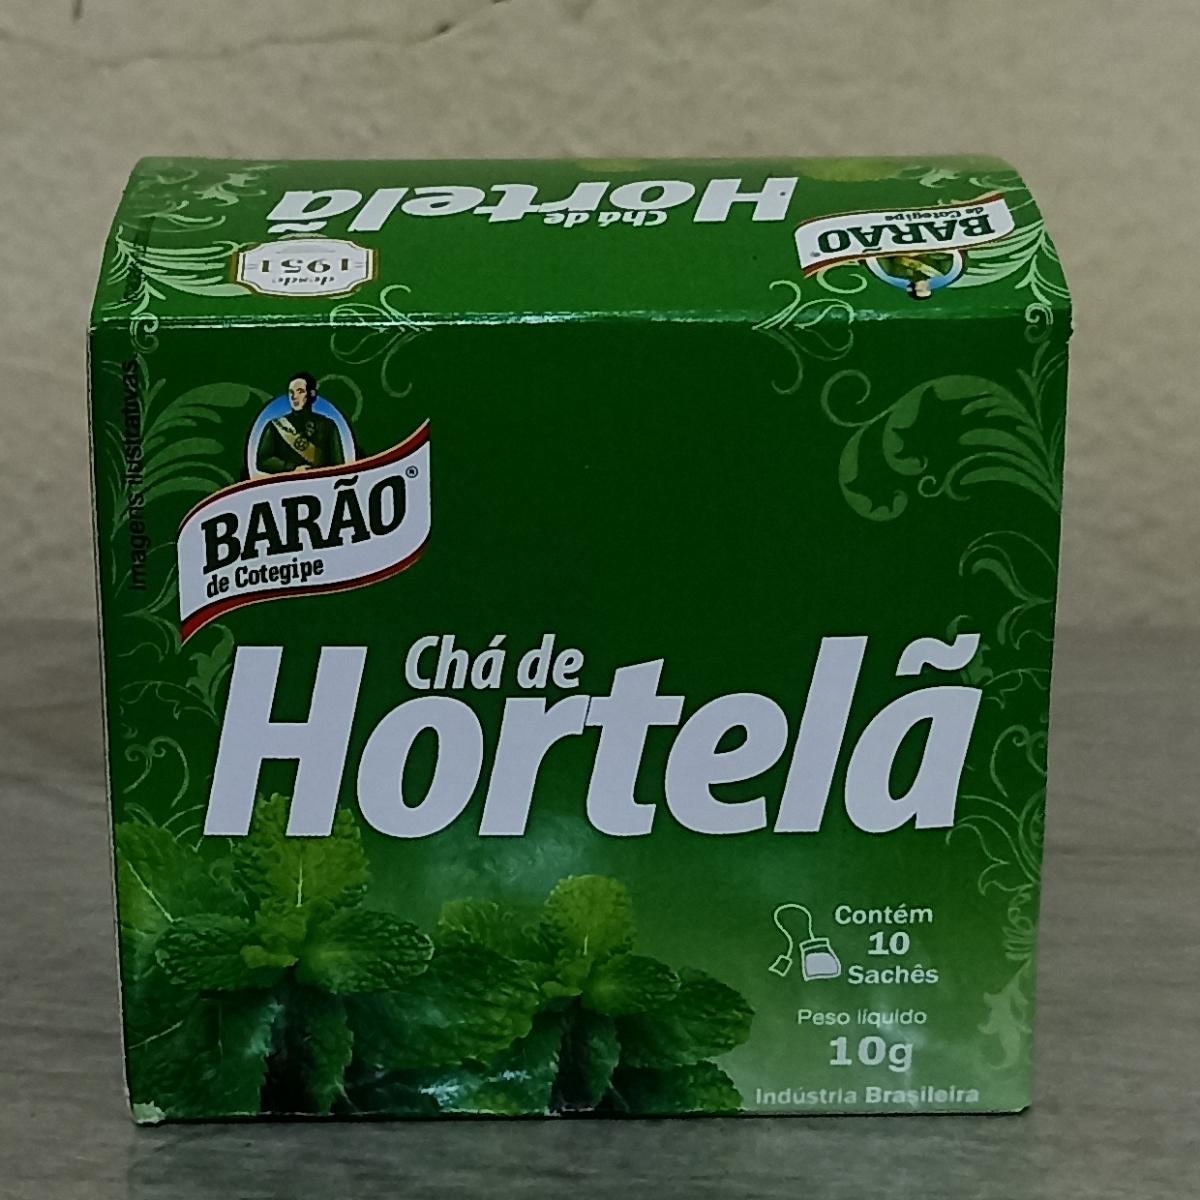 Chá de
Hortelã
BARÃO
de Cotegipe
desde
1951
Imagens ilustrativas
BARÃO®
de Cotegipe
Chá de
Hortelã
Contém
10
Sachês
Peso líquido
10g
Indústria Brasileira